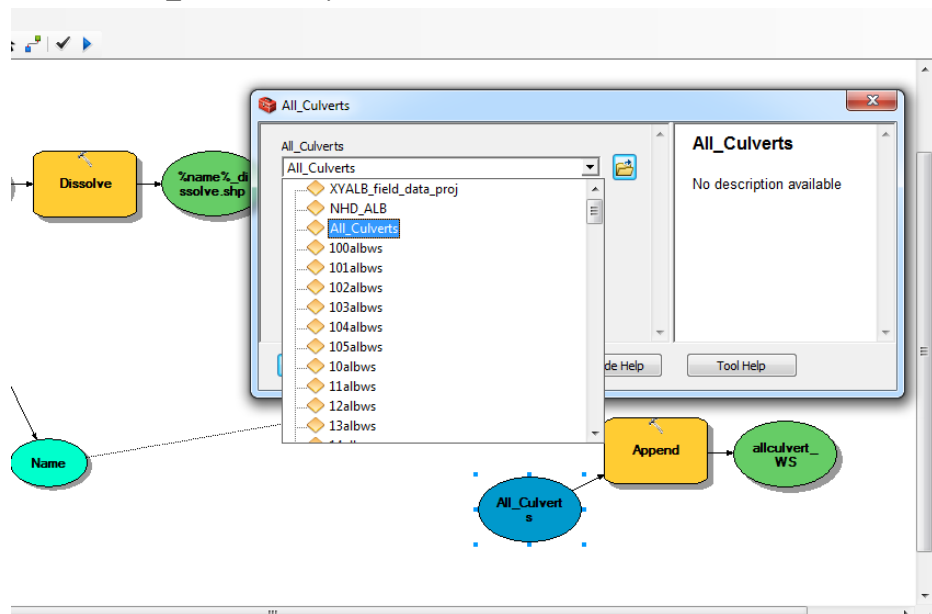 All_Culverts
All_Culverts
All_Culverts
XYALB_field_data_proj
NHD_ALB
All_Culverts
100albws
101albws
102albws
103albws
104albws
105albws
10albws
11albws
12albws
13albws
All_Culverts
No description available
de Help
Tool Help
Dissolve
%name%_di
ssolve.shp
Name
Append
allculvert_
WS
All_Culvert
s